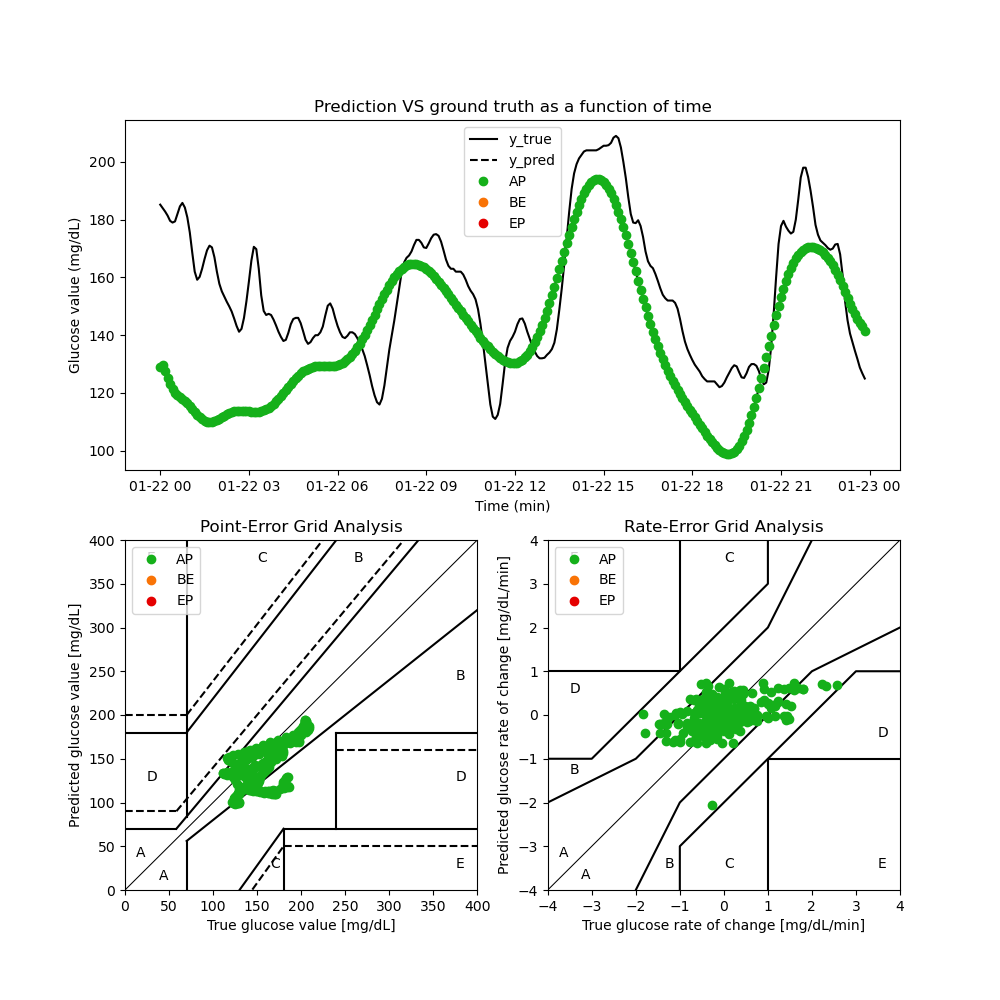 Prediction VS ground truth as a function of time
Glucose value (mg/dL)
200
180
160
140
120
100
y_true
y_pred
AP
BE
EP
01-22 00 01-22 03 01-22 06 01-22 09 01-22 12 01-22 15 01-22 18 01-22 21 01-23 00
Time (min)
Point-Error Grid Analysis
Predicted glucose value [mg/dL]
400
350
300
250
200
150
100
50
0
AP
BE
EP
C
B
B
D
D
A
A
C
E
0 50 100 150 200 250 300 350 400
True glucose value [mg/dL]
Rate-Error Grid Analysis
Predicted glucose rate of change [mg/dL/min]
4
3
2
1
0
−1
−2
−3
−4
AP
BE
EP
C
D
D
B
A
A
B
C
E
−4 −3 −2 −1 0 1 2 3 4
True glucose rate of change [mg/dL/min]